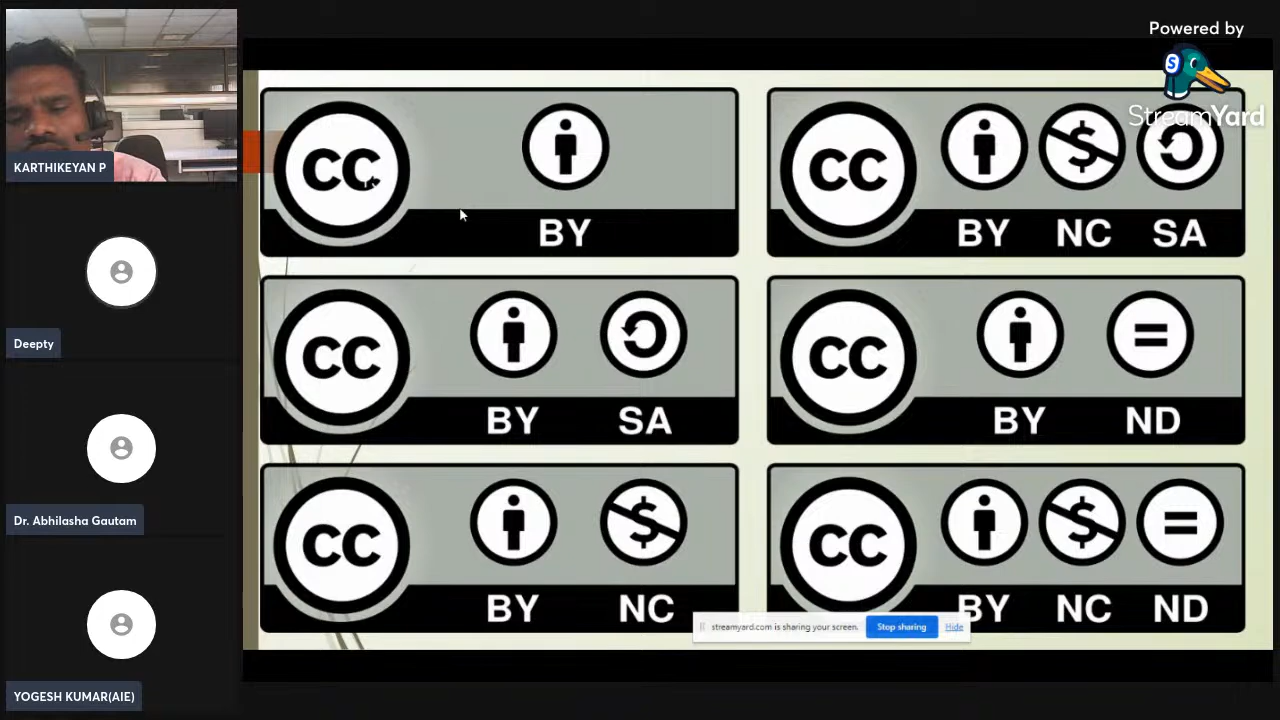 Powered by
S
StreamYard
KARTHIKEYAN P
Deepty
Dr. Abhilasha Gautam
YOGESH KUMAR(AIE)
CC
BY
CC
BY NC SA
CC
BY SA
CC
BY ND
CC
BY NC
CC
BY NC ND
streamyard.com is sharing your screen. Stop sharing Hide